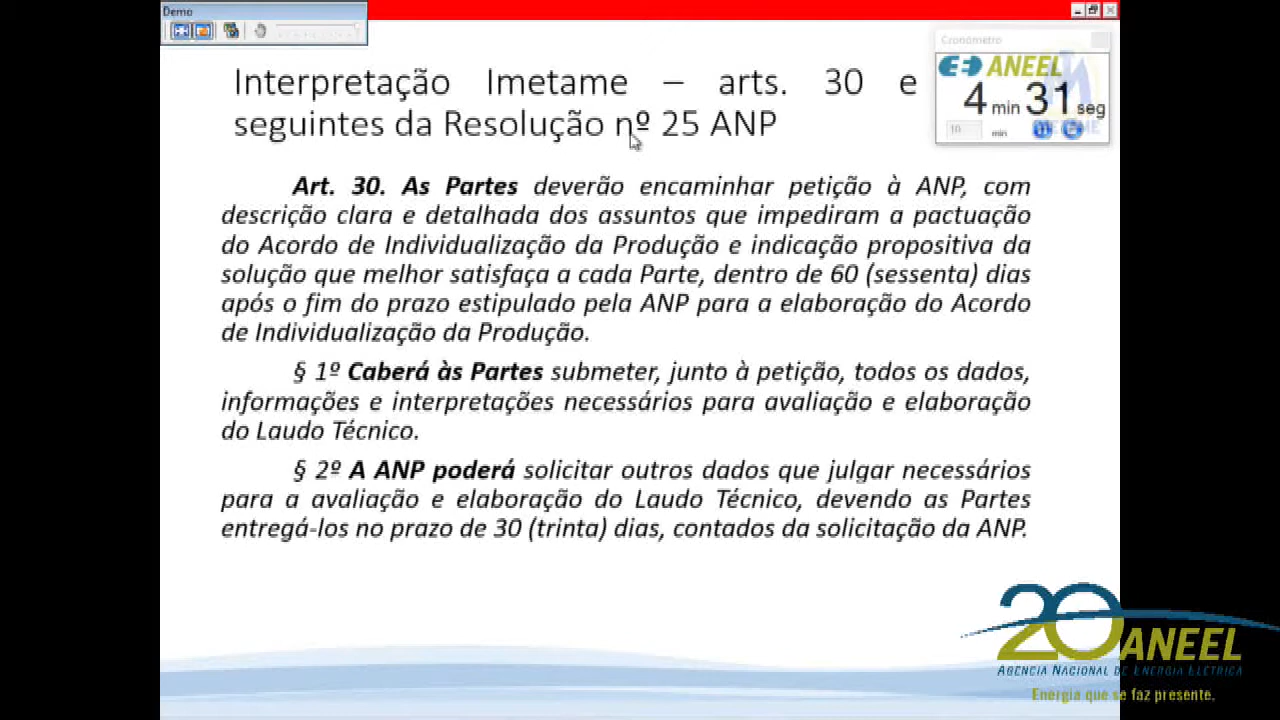 Demo
Cronómetro
ANEEL
4 min 31 seg
10 min
Interpretação Imetame – arts. 30 e
seguintes da Resolução nº 25 ANP
Art. 30. As Partes deverão encaminhar petição à ANP, com
descrição clara e detalhada dos assuntos que impediram a pactuação
do Acordo de Individualização da Produção e indicação propositiva da
solução que melhor satisfaça a cada Parte, dentro de 60 (sessenta) dias
após o fim do prazo estipulado pela ANP para a elaboração do Acordo
de Individualização da Produção.
§ 1º Caberá às Partes submeter, junto à petição, todos os dados,
informações e interpretações necessários para avaliação e elaboração
do Laudo Técnico.
§ 2º A ANP poderá solicitar outros dados que julgar necessários
para a avaliação e elaboração do Laudo Técnico, devendo as Partes
entregá-los no prazo de 30 (trinta) dias, contados da solicitação da ANP.
20 ANEEL
AGÊNCIA NACIONAL DE ENERGIA ELÉTRICA
Energia que se faz presente.